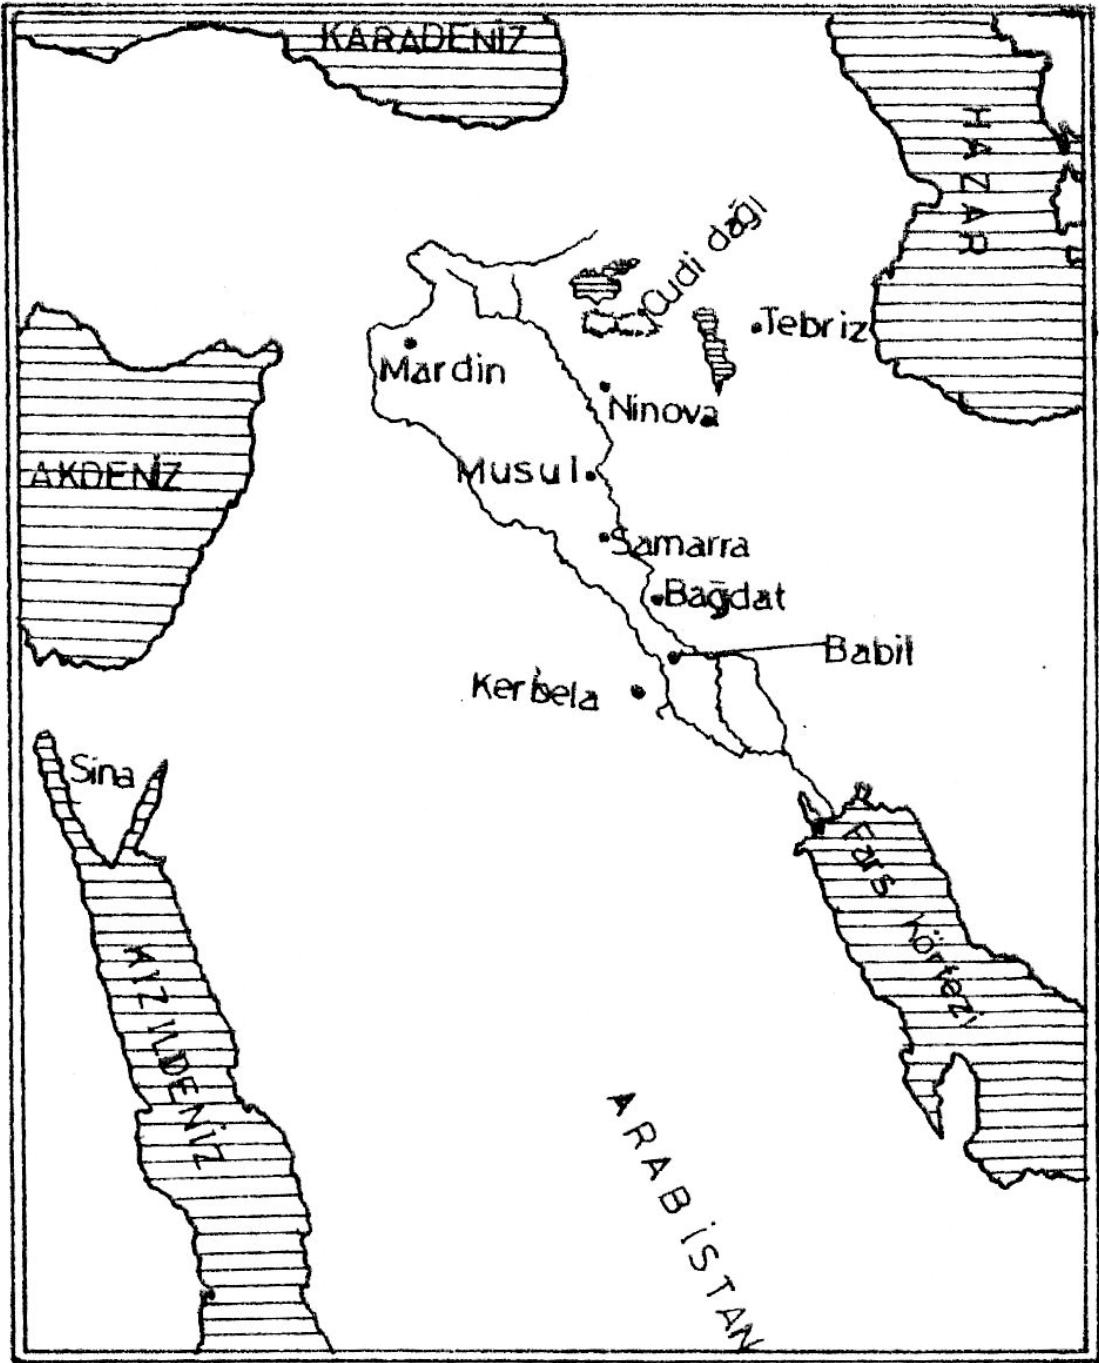 KARADENİZ
HAZAR
Cudi dağı
Tebriz
Mardin
Ninova
AKDENİZ
Musul
Samarra
Bağdat
Babil
Kerbela
Sina
Fars Körfezi
KIZILDENİZ
ARABİSTAN